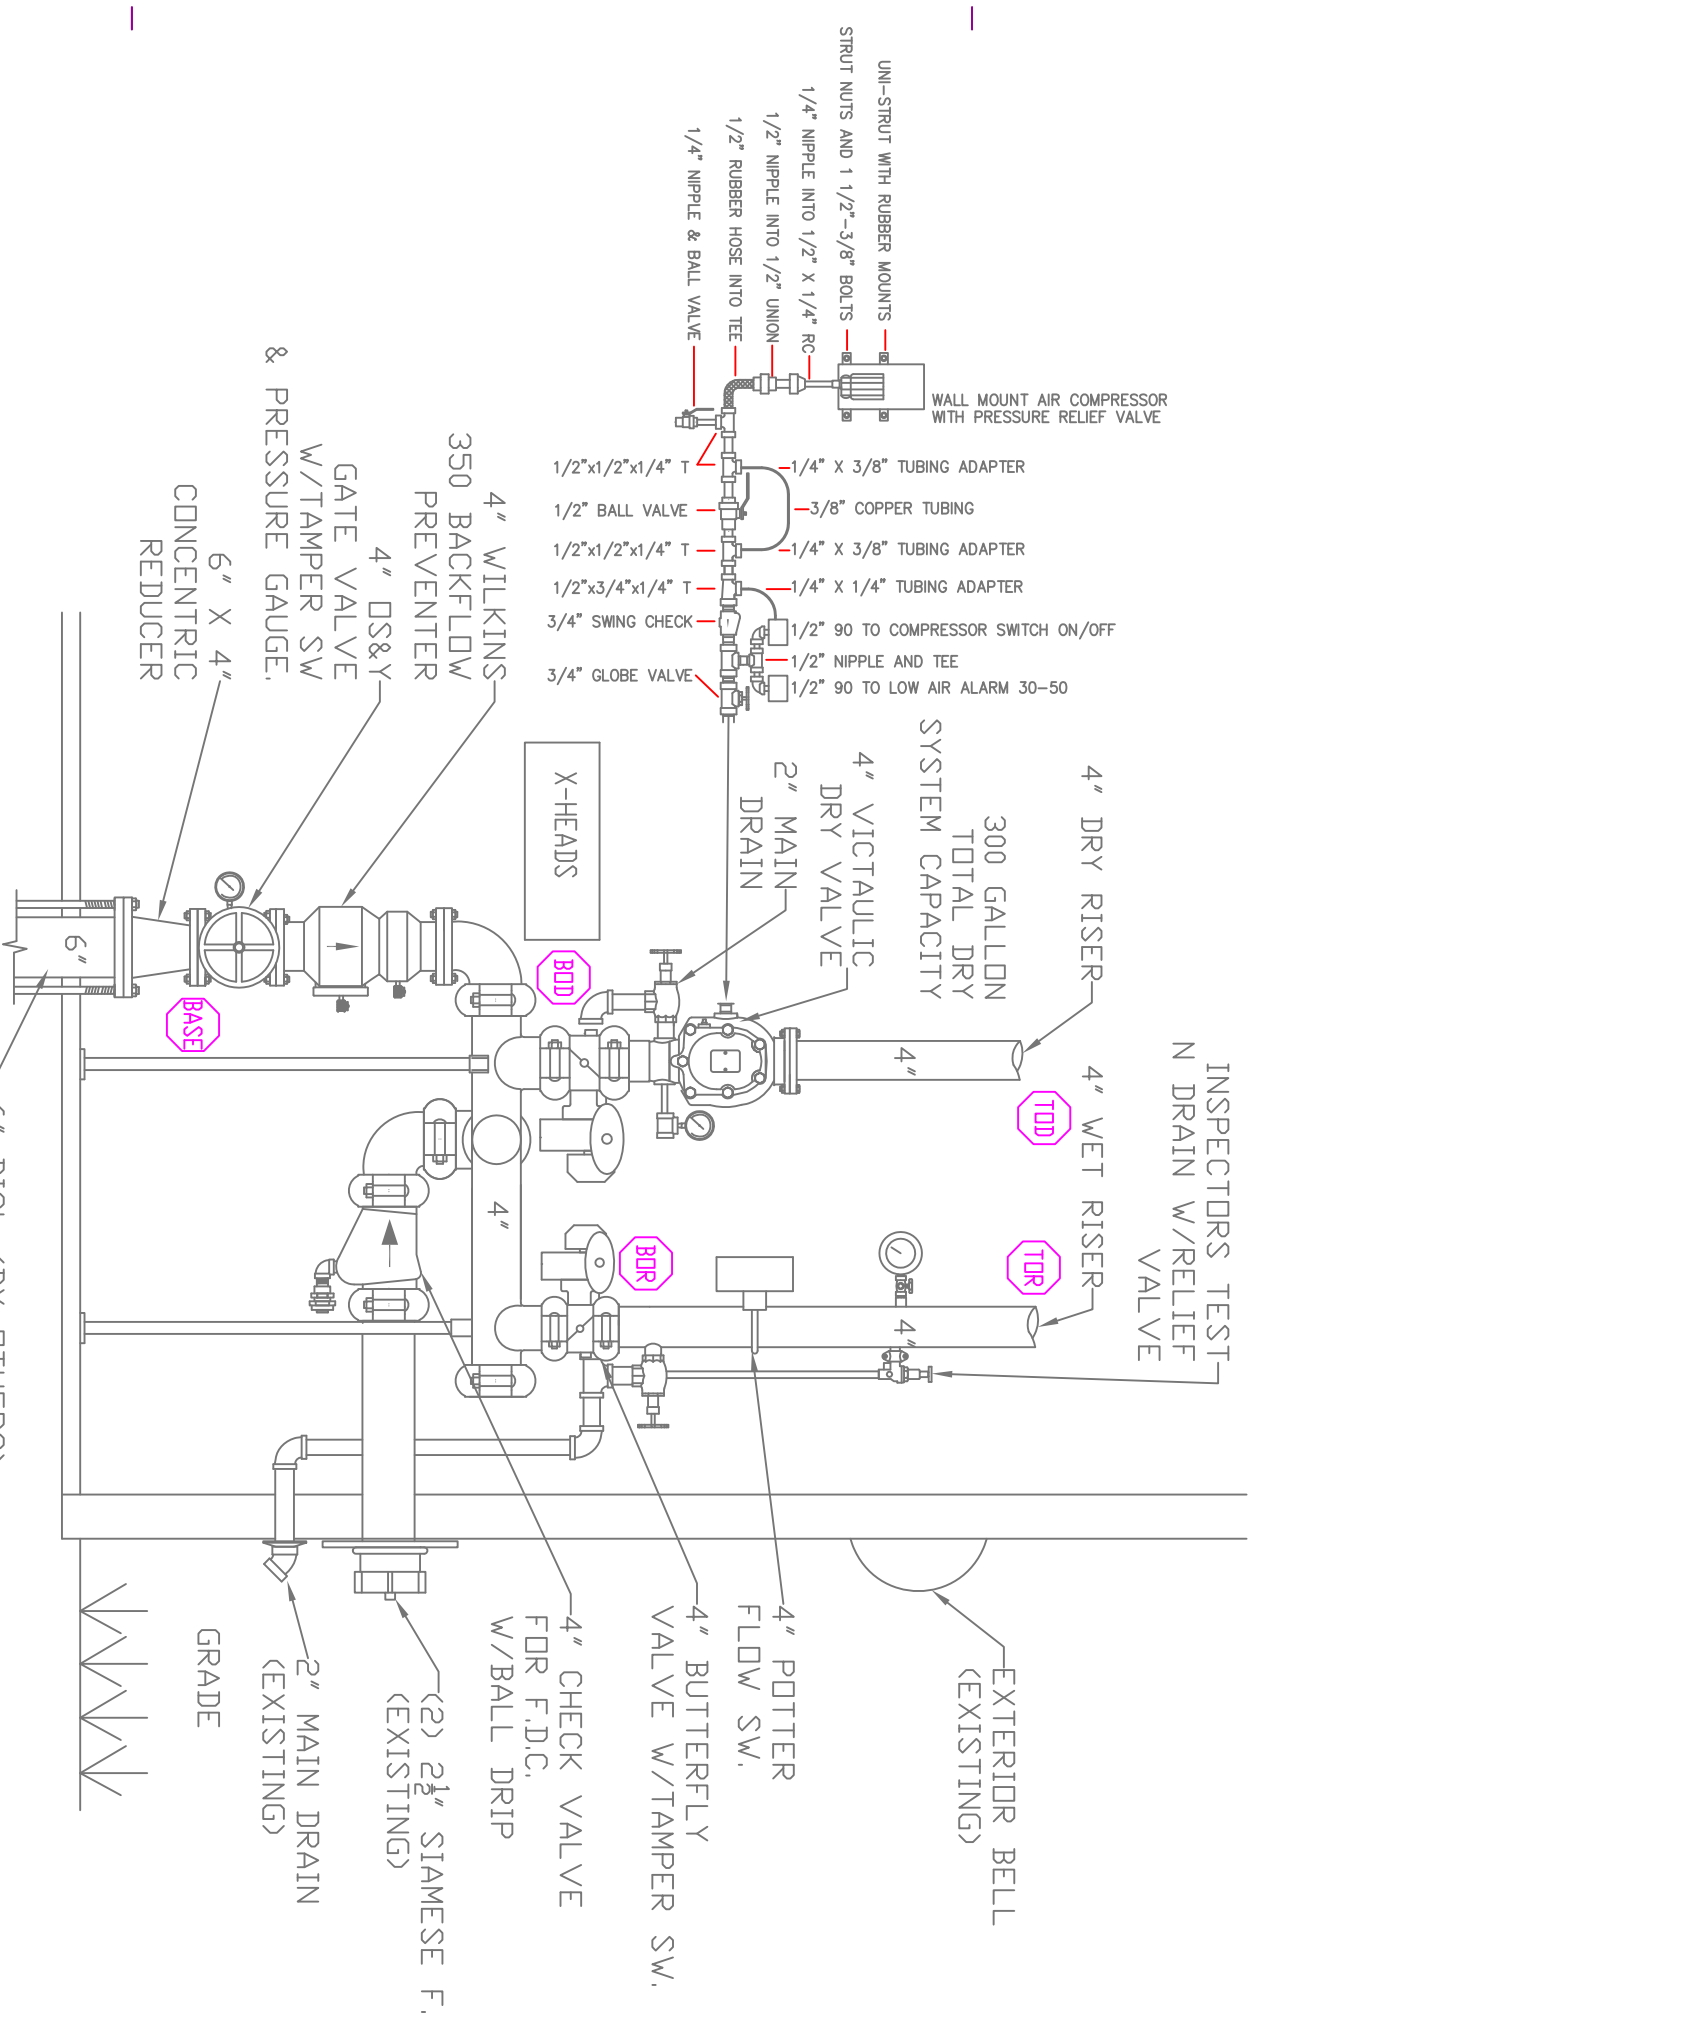 UNI-STRUT WITH RUBBER MOUNTS
STRUT NUTS AND 1 1/2"-3/8" BOLTS
1/4" NIPPLE INTO 1/2" X 1/4" RC
1/2" NIPPLE INTO 1/2" UNION
1/2" RUBBER HOSE INTO TEE
1/4" NIPPLE & BALL VALVE
WALL MOUNT AIR COMPRESSOR
WITH PRESSURE RELIEF VALVE
1/2"x1/2"x1/4" T
1/4" X 3/8" TUBING ADAPTER
1/2" BALL VALVE
3/8" COPPER TUBING
1/2"x1/2"x1/4" T
1/4" X 3/8" TUBING ADAPTER
1/2"x3/4"x1/4" T
1/4" X 1/4" TUBING ADAPTER
3/4" SWING CHECK
1/2" 90 TO COMPRESSOR SWITCH ON/OFF
1/2" NIPPLE AND TEE
3/4" GLOBE VALVE
1/2" 90 TO LOW AIR ALARM 30-50
4" WILKINS
350 BACKFLOW
PREVENTER
4" OS&Y
GATE VALVE
W/TAMPER SW
& PRESSURE GAUGE.
6" X 4"
CONCENTRIC
REDUCER
X-HEADS
4" DRY RISER
300 GALLON
TOTAL DRY
SYSTEM CAPACITY
4" VICTAULIC
DRY VALVE
2" MAIN
DRAIN
INSPECTORS TEST
N DRAIN W/RELIEF
VALVE
4" WET RISER
BOD
BASE
TOD
TOR
BOR
4"
4"
4"
6"
EXTERIOR BELL
(EXISTING)
4" POTTER
FLOW SW.
4" BUTTERFLY
VALVE W/TAMPER SW.
4" CHECK VALVE
FOR F.D.C.
W/BALL DRIP
(2) 2½" SIAMESE F.
(EXISTING)
2" MAIN DRAIN
(EXISTING)
GRADE